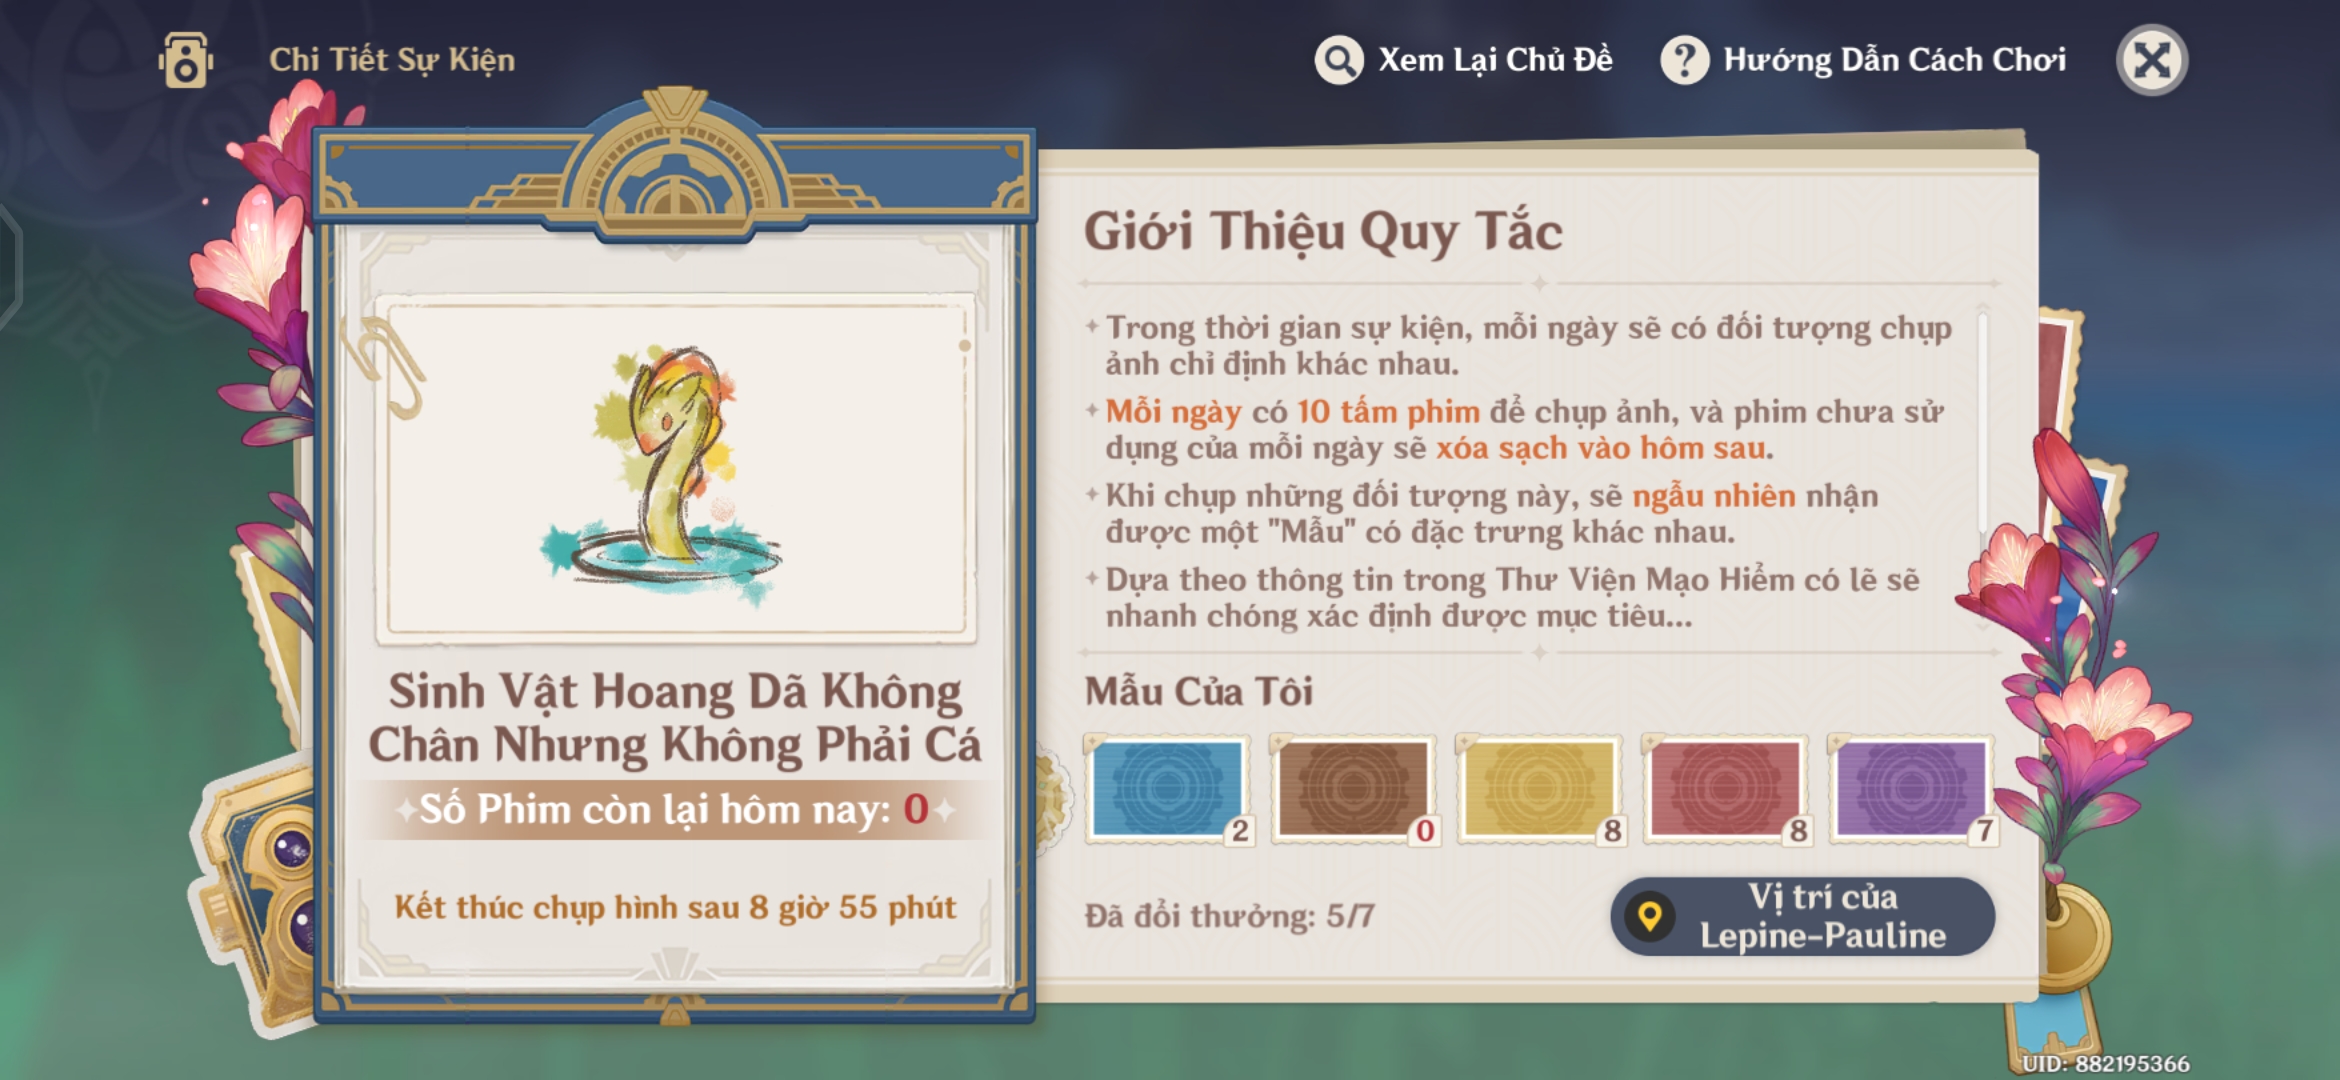 Chi Tiết Sự Kiện
Xem Lại Chủ Đề
Hướng Dẫn Cách Chơi
Sinh Vật Hoang Dã Không
Chân Nhưng Không Phải Cá
Số Phim còn lại hôm nay: 0
Kết thúc chụp hình sau 8 giờ 55 phút
Giới Thiệu Quy Tắc
Trong thời gian sự kiện, mỗi ngày sẽ có đối tượng chụp
ảnh chỉ định khác nhau.
Mỗi ngày có 10 tấm phim để chụp ảnh, và phim chưa sử
dụng của mỗi ngày sẽ xóa sạch vào hôm sau.
Khi chụp những đối tượng này, sẽ ngẫu nhiên nhận
được một "Mẫu" có đặc trưng khác nhau.
Dựa theo thông tin trong Thư Viện Mạo Hiểm có lẽ sẽ
nhanh chóng xác định được mục tiêu...
Mẫu Của Tôi
2 0 8 8 7
Đã đổi thưởng: 5/7
Vị trí của
Lepine-Pauline
UID: 882195366